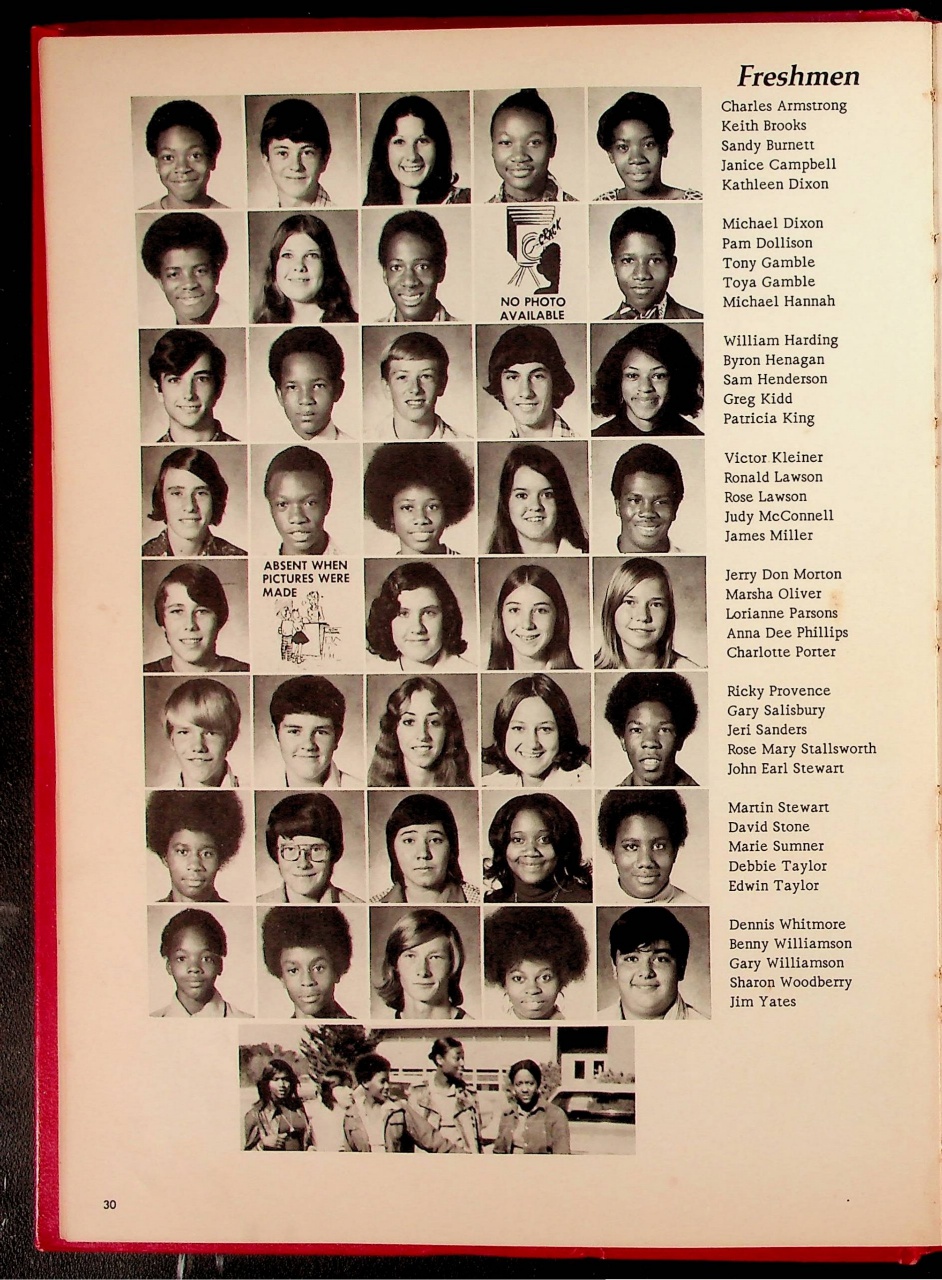 Freshmen
Charles Armstrong
Keith Brooks
Sandy Burnett
Janice Campbell
Kathleen Dixon
CRACK
NO PHOTO
AVAILABLE
Michael Dixon
Pam Dollison
Tony Gamble
Toya Gamble
Michael Hannah
William Harding
Byron Henagan
Sam Henderson
Greg Kidd
Patricia King
Victor Kleiner
Ronald Lawson
Rose Lawson
Judy McConnell
James Miller
ABSENT WHEN
PICTURES WERE
MADE
Jerry Don Morton
Marsha Oliver
Lorianne Parsons
Anna Dee Phillips
Charlotte Porter
Ricky Provence
Gary Salisbury
Jeri Sanders
Rose Mary Stallsworth
John Earl Stewart
Martin Stewart
David Stone
Marie Sumner
Debbie Taylor
Edwin Taylor
Dennis Whitmore
Benny Williamson
Gary Williamson
Sharon Woodberry
Jim Yates
30